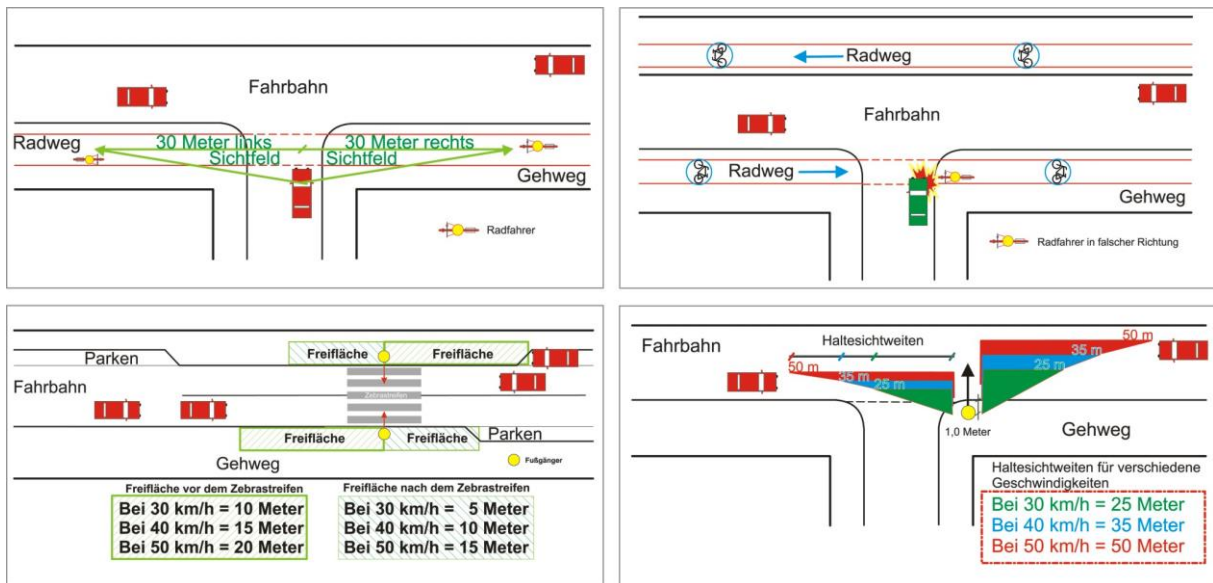 Fahrbahn
30 Meter links
30 Meter rechts
Radweg
Sichtfeld
Sichtfeld
Gehweg
Radfahrer
Radweg
Fahrbahn
Radweg
Gehweg
Radfahrer in falscher Richtung
Parken
Freifläche
Freifläche
Fahrbahn
Zebrastreifen
Freifläche
Freifläche
Parken
Gehweg
Fußgänger
Freifläche vor dem Zebrastreifen
Bei 30 km/h = 10 Meter
Bei 40 km/h = 15 Meter
Bei 50 km/h = 20 Meter
Freifläche nach dem Zebrastreifen
Bei 30 km/h = 5 Meter
Bei 40 km/h = 10 Meter
Bei 50 km/h = 15 Meter
Fahrbahn
Haltesichtweiten
50 m
35 m
25 m
50 m
35 m
25 m
1,0 Meter
Gehweg
Haltesichtweiten für verschiedene
Geschwindigkeiten
Bei 30 km/h = 25 Meter
Bei 40 km/h = 35 Meter
Bei 50 km/h = 50 Meter